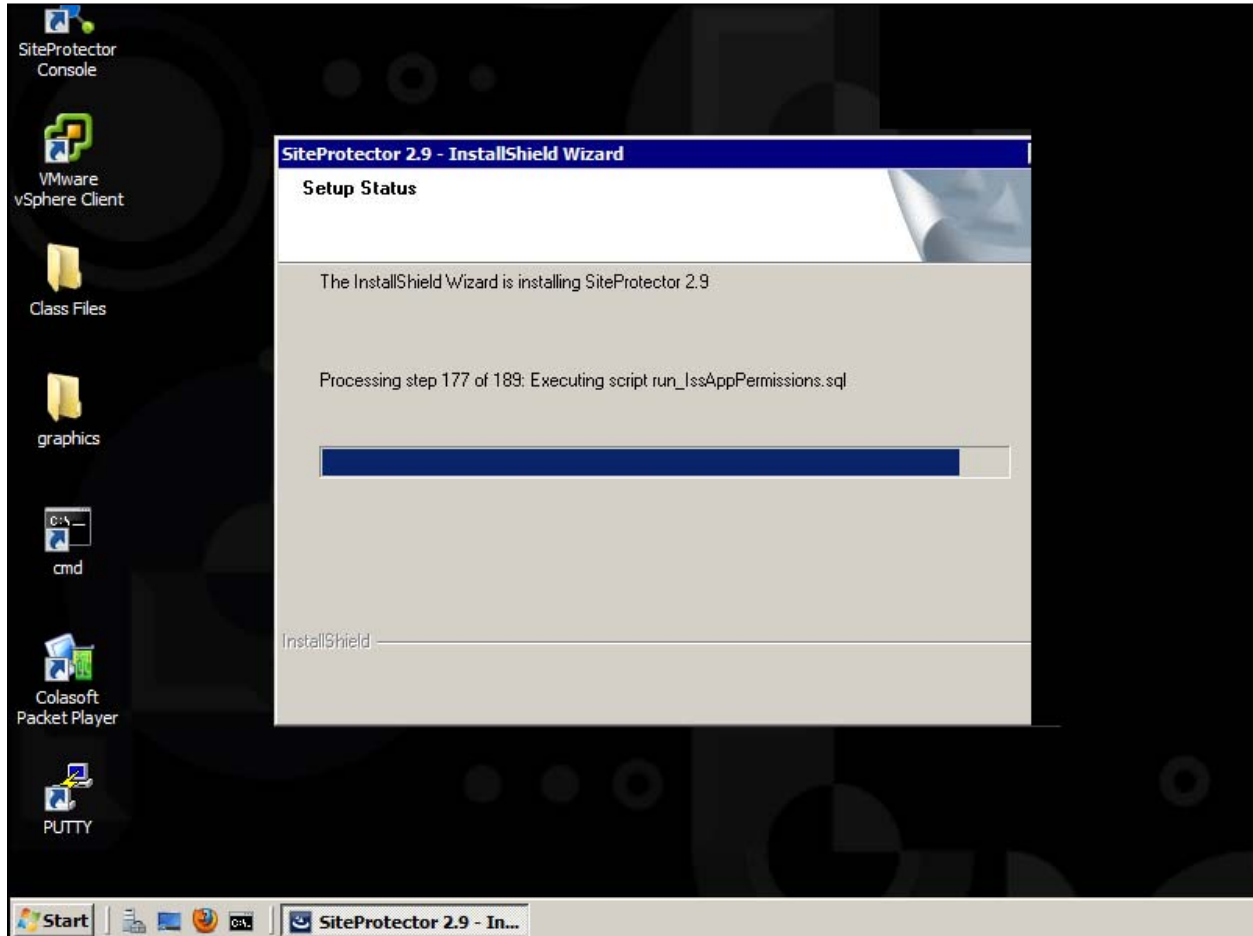 SiteProtector
Console
VMware
vSphere Client
Class Files
graphics
C:\
cmd
Colasoft
Packet Player
PUTTY
SiteProtector 2.9 - InstallShield Wizard
Setup Status
The InstallShield Wizard is installing SiteProtector 2.9
Processing step 177 of 189: Executing script run_IssAppPermissions.sql
InstallShield
Start
C:\.
SiteProtector 2.9 - In...